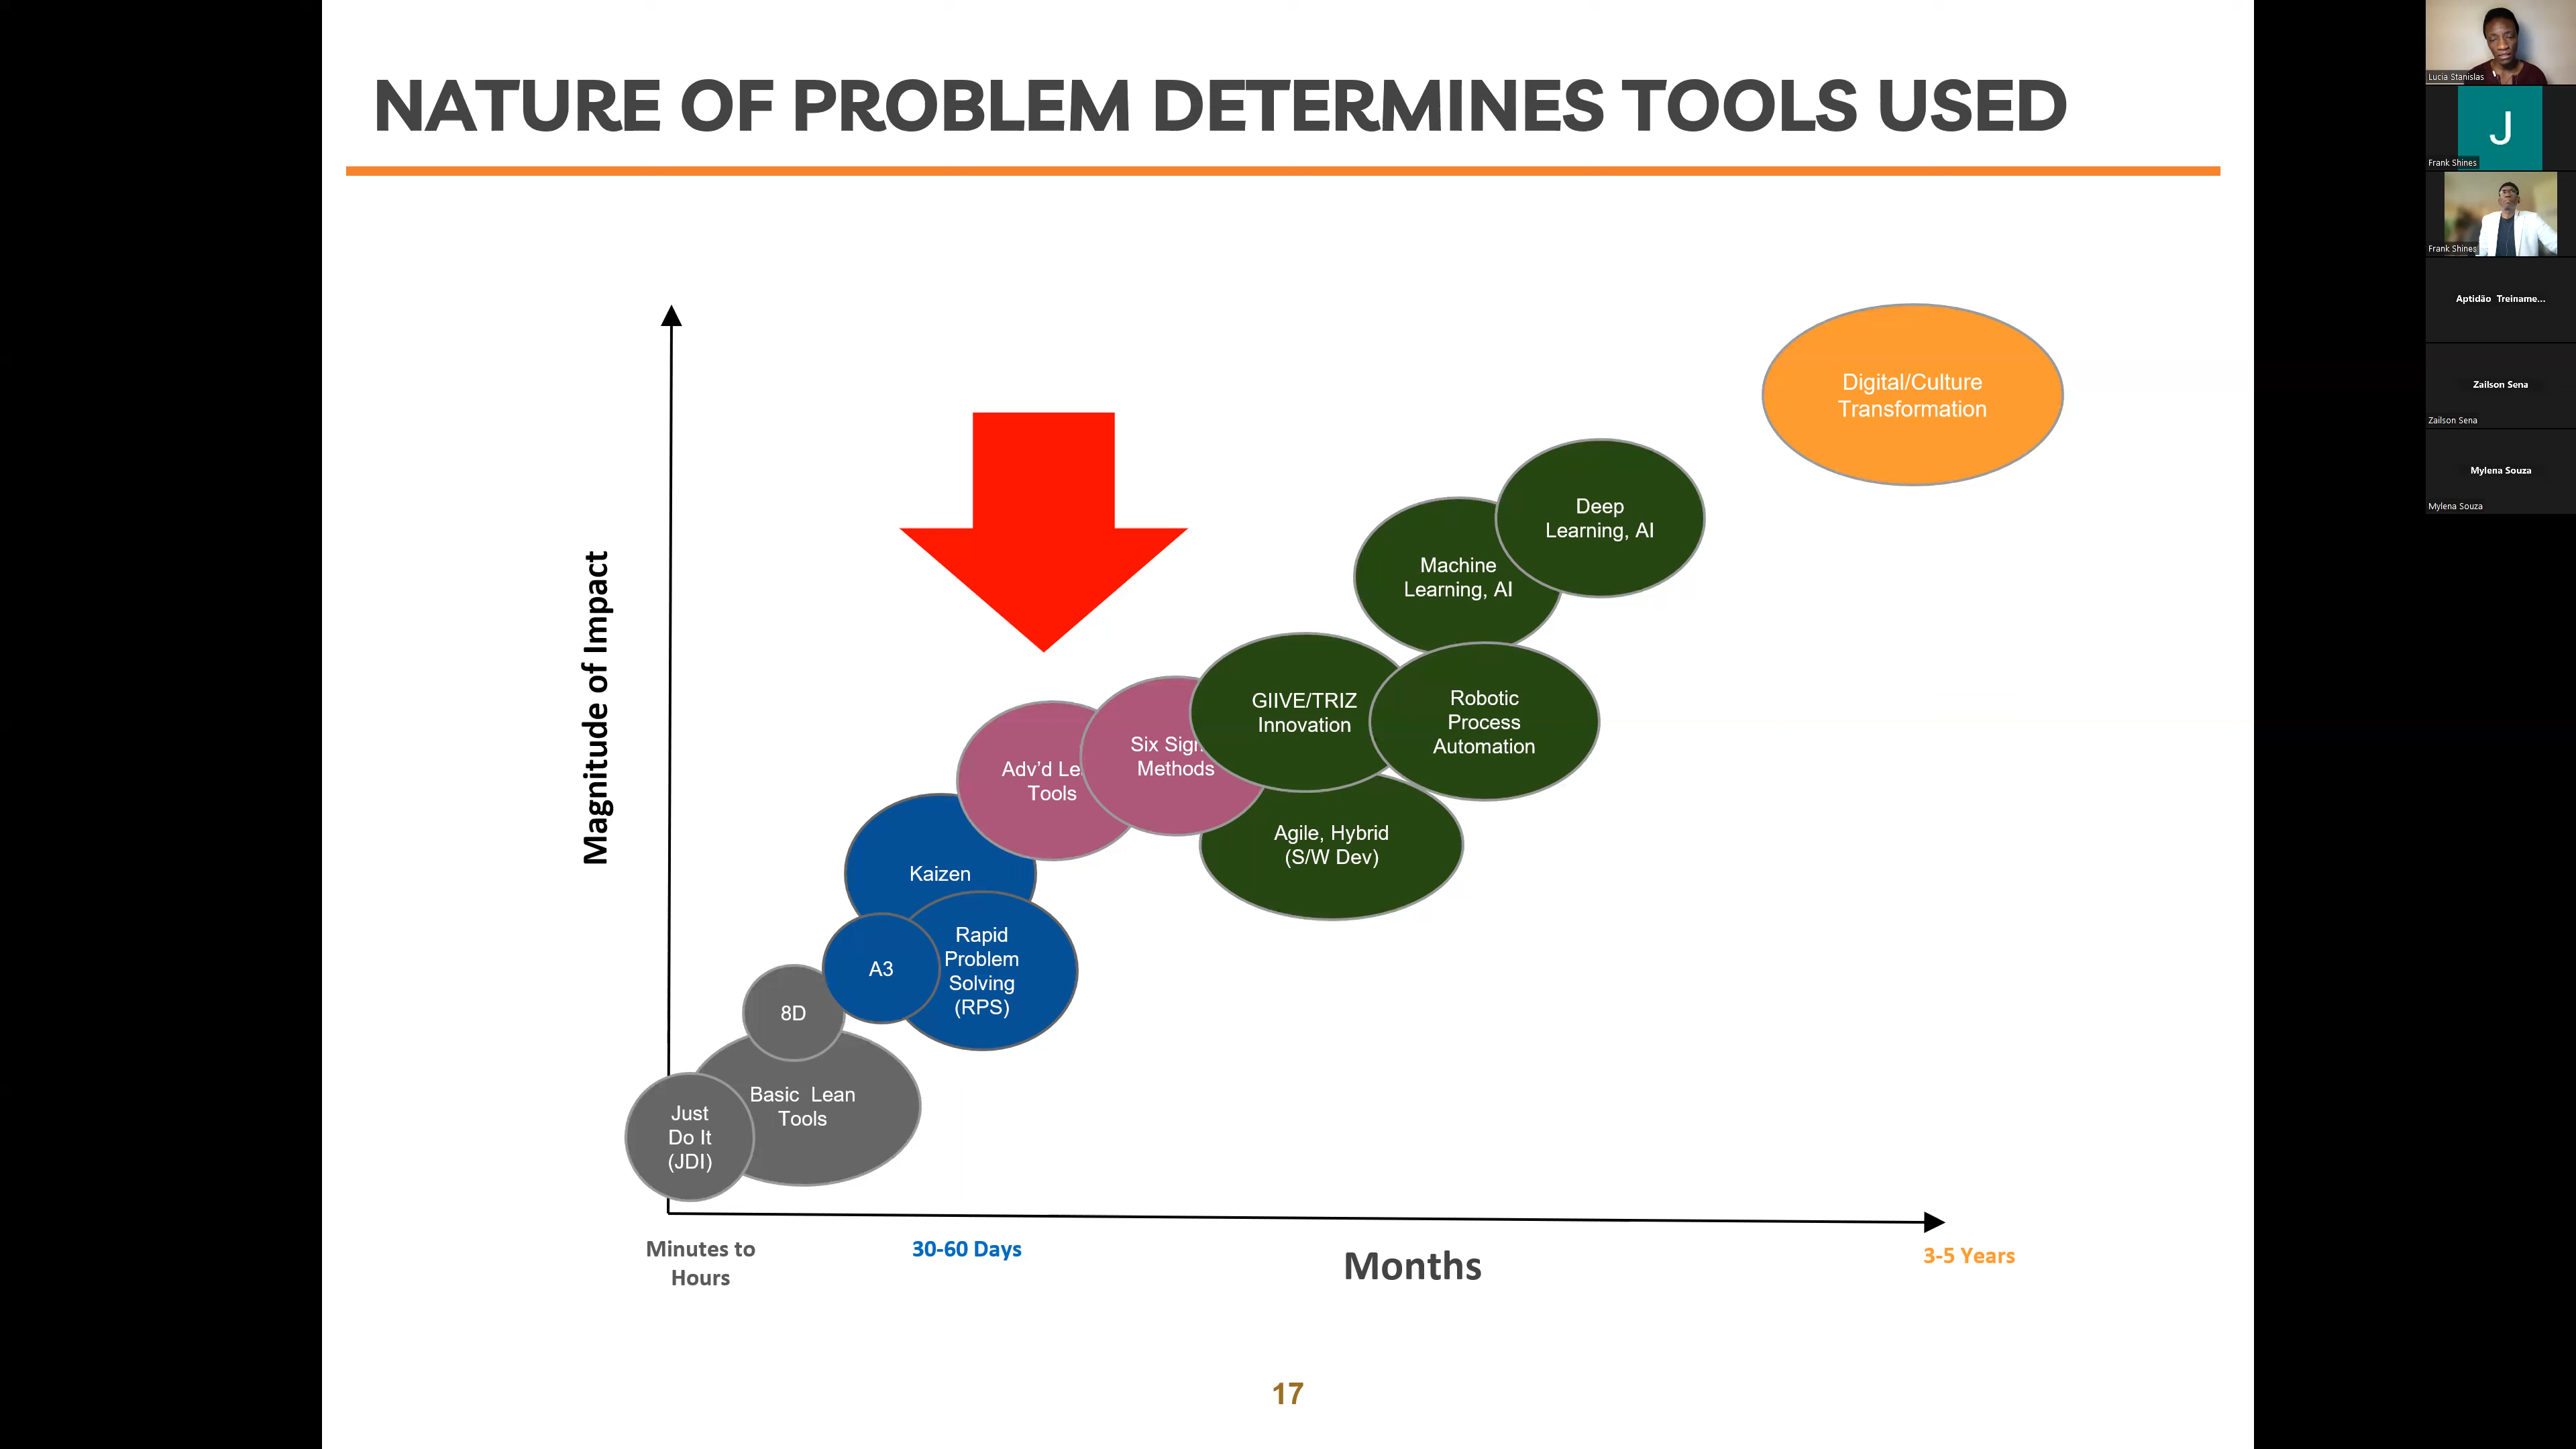 NATURE OF PROBLEM DETERMINES TOOLS USED
Magnitude of Impact
Digital/Culture
Transformation
Deep
Learning, AI
Machine
Learning, AI
GIIVE/TRIZ
Innovation
Robotic
Process
Automation
Six Sig
Methods
Adv'd Le
Tools
Agile, Hybrid
(S/W Dev)
Kaizen
Rapid
Problem
Solving
(RPS)
A3
8D
Basic Lean
Tools
Just
Do It
(JDI)
Minutes to
Hours
30-60 Days
Months
3-5 Years
17
Lucia Stanislas
J
Frank Shines
Frank Shines
Aptidão Treiname...
Zailson Sena
Zailson Sena
Mylena Souza
Mylena Souza